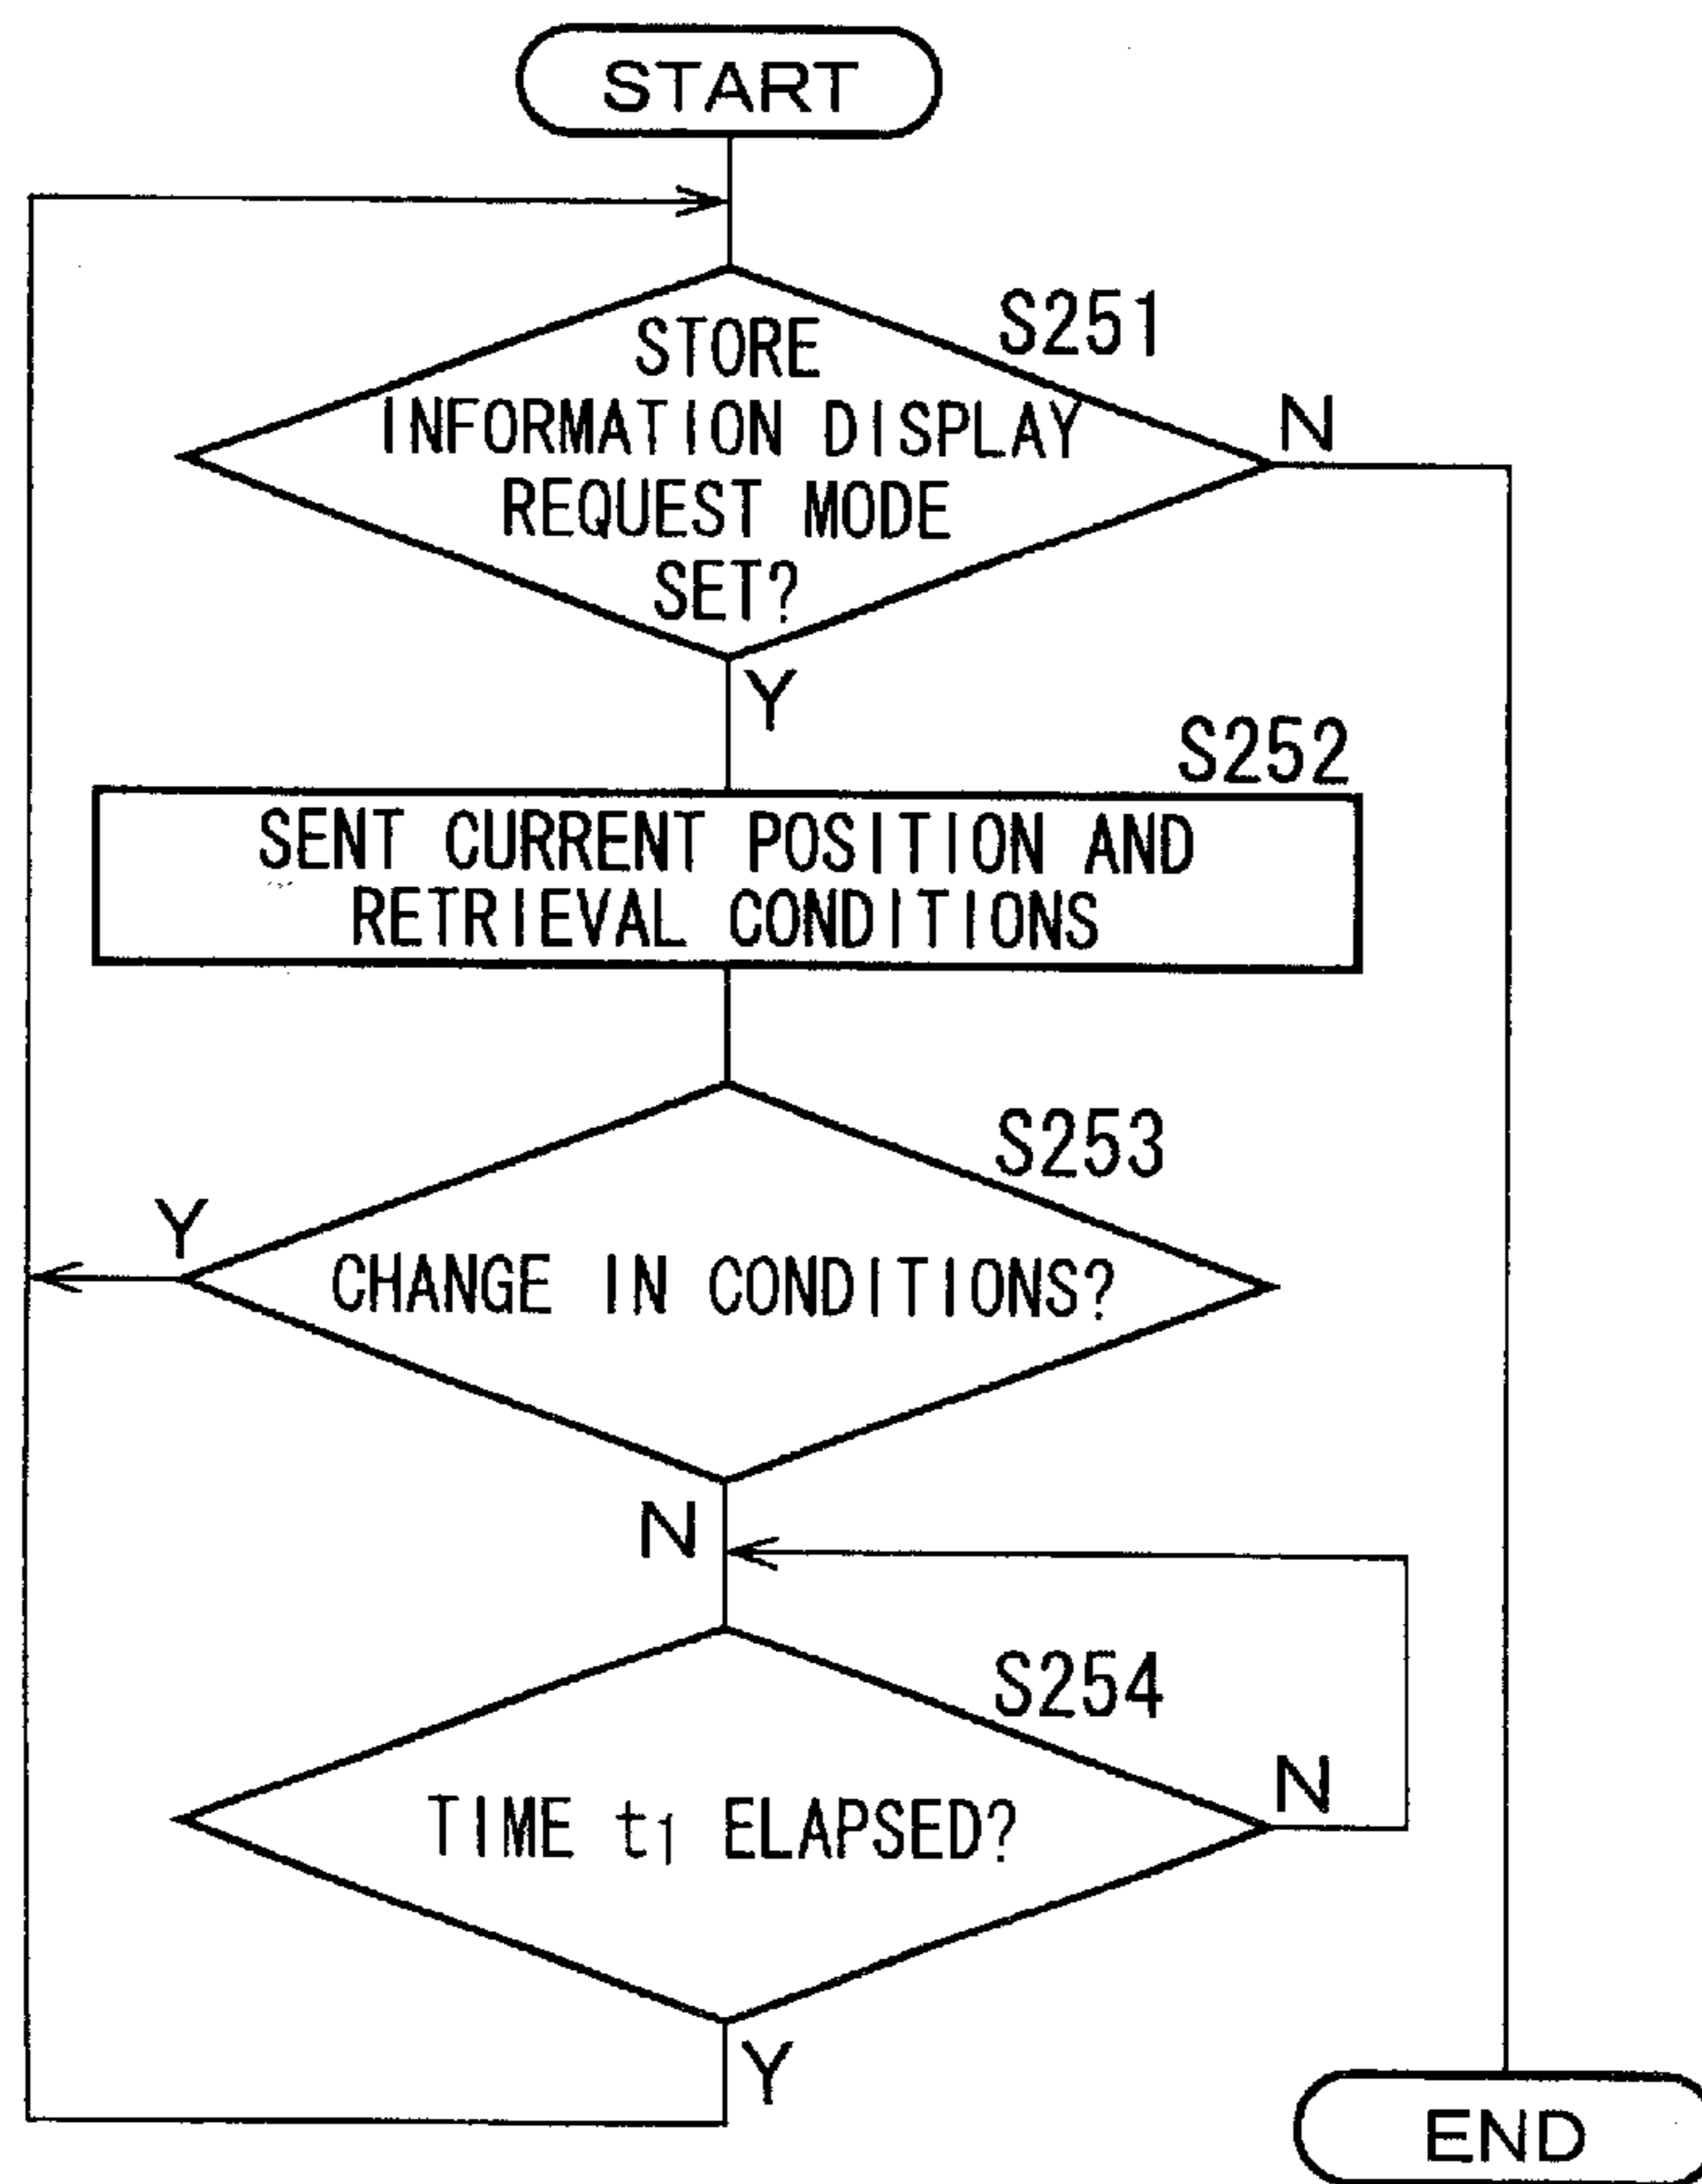 START
S251
STORE
INFORMATION DISPLAY
REQUEST MODE
SET?
N
Y
S252
SENT CURRENT POSITION AND
RETRIEVAL CONDITIONS
S253
Y
CHANGE IN CONDITIONS?
N
S254
N
TIME t₁ ELAPSED?
Y
END